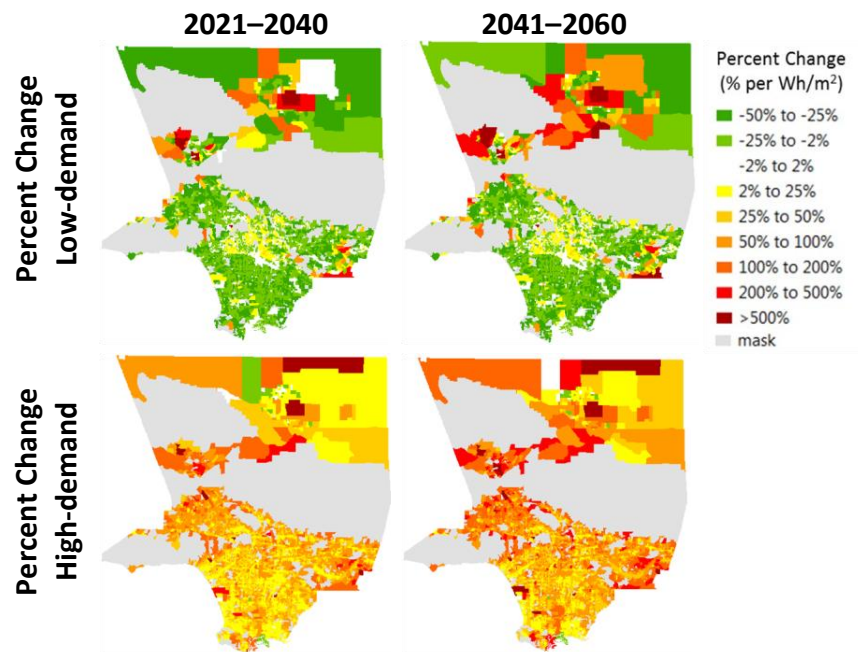 2021–2040
2041–2060
Percent Change
Low-demand
Percent Change
High-demand
Percent Change
(% per Wh/m²)
-50% to -25%
-25% to -2%
-2% to 2%
2% to 25%
25% to 50%
50% to 100%
100% to 200%
200% to 500%
>500%
mask